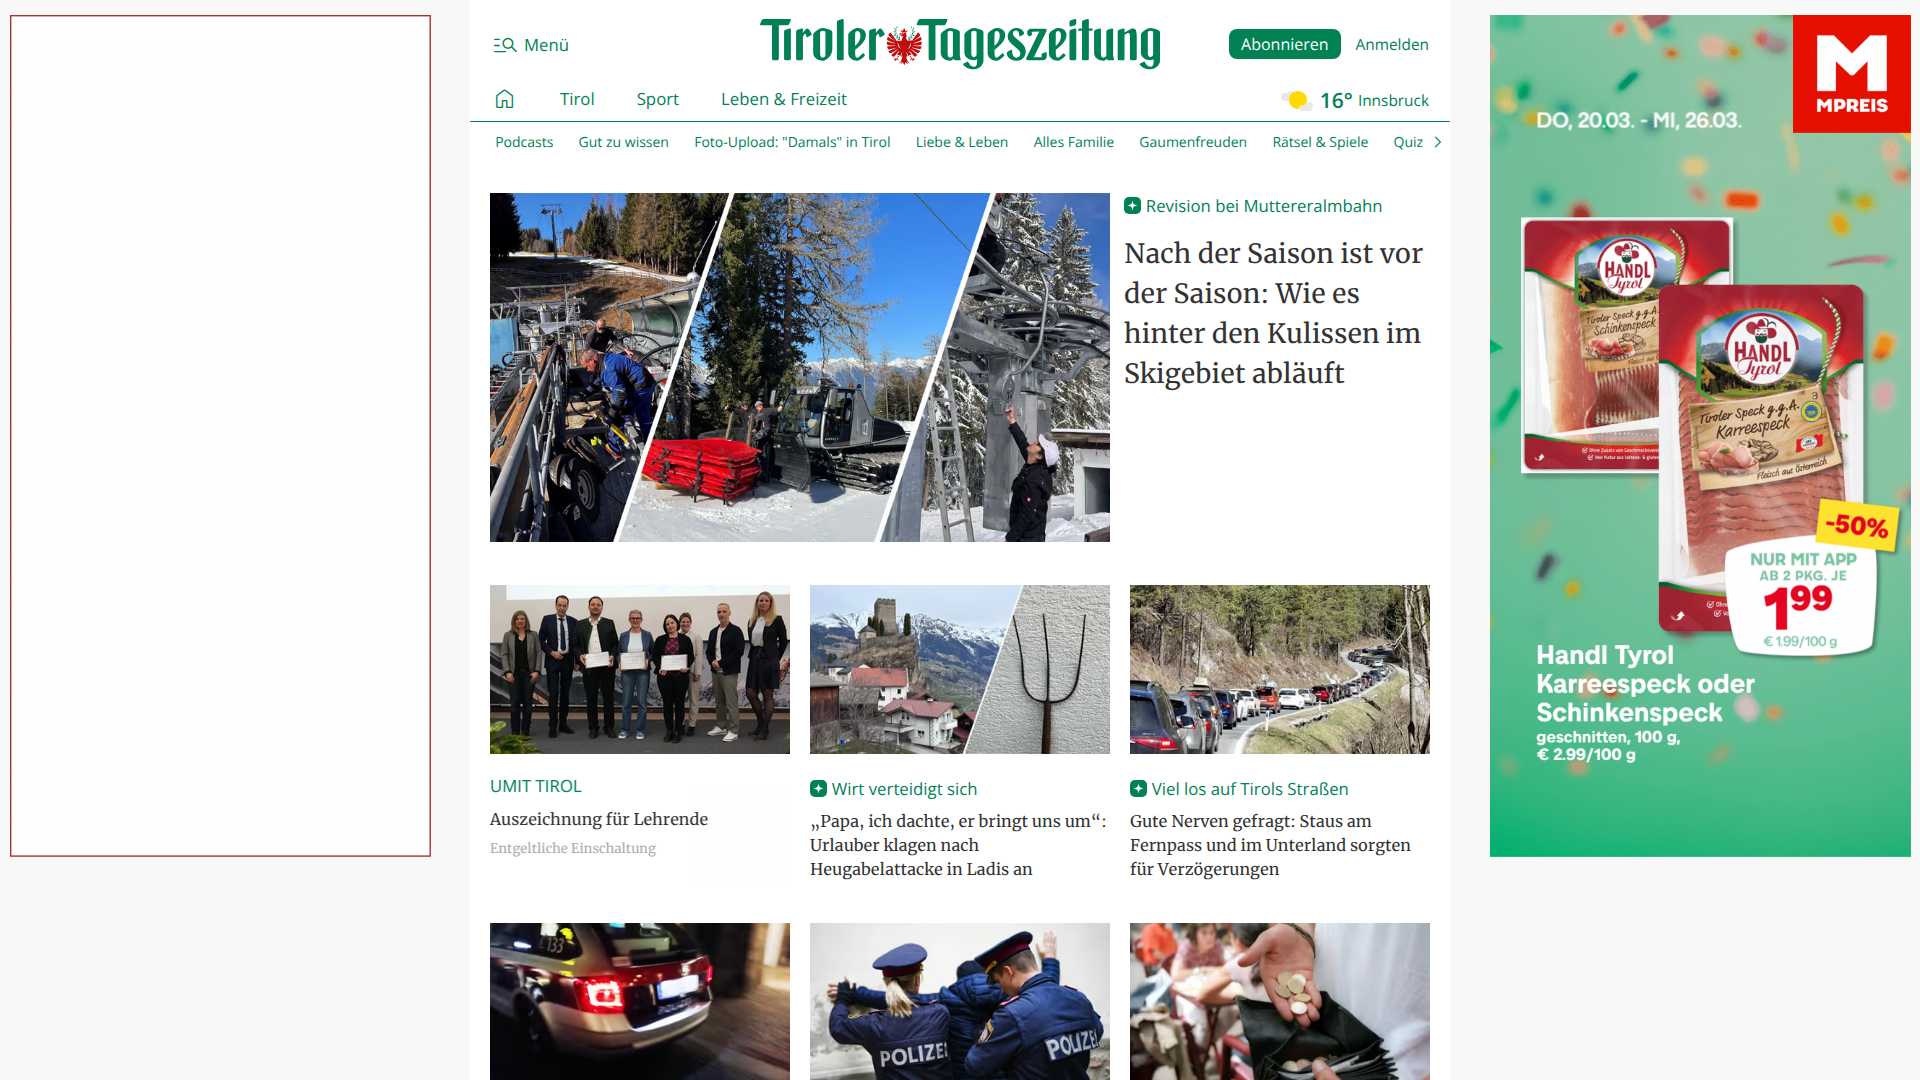 Menü
Tiroler Tageszeitung
Abonnieren
Anmelden
Tirol
Sport
Leben & Freizeit
16° Innsbruck
Podcasts
Gut zu wissen
Foto-Upload: "Damals" in Tirol
Liebe & Leben
Alles Familie
Gaumenfreuden
Rätsel & Spiele
Quiz
Revision bei Muttereralmbahn
Nach der Saison ist vor
der Saison: Wie es
hinter den Kulissen im
Skigebiet abläuft
UMIT TIROL
Auszeichnung für Lehrende
Entgeltliche Einschaltung
Wirt verteidigt sich
„Papa, ich dachte, er bringt uns um“:
Urlauber klagen nach
Heugabelattacke in Ladis an
Viel los auf Tirols Straßen
Gute Nerven gefragt: Staus am
Fernpass und im Unterland sorgten
für Verzögerungen
133
POLIZEI
POLIZEI
M
MPREIS
DO, 20.03. - MI, 26.03.
HANDL
Tyrol
Tiroler Speck g.g.A.
Schinkenspeck
HANDL
Tyrol
Tiroler Speck g.g.A.
Karreespeck
Fleisch aus Österreich
-50%
NUR MIT APP
AB 2 PKG. JE
1 99
€ 1.99/100 g
Handl Tyrol
Karreespeck oder
Schinkenspeck
geschnitten, 100 g,
€ 2.99/100 g